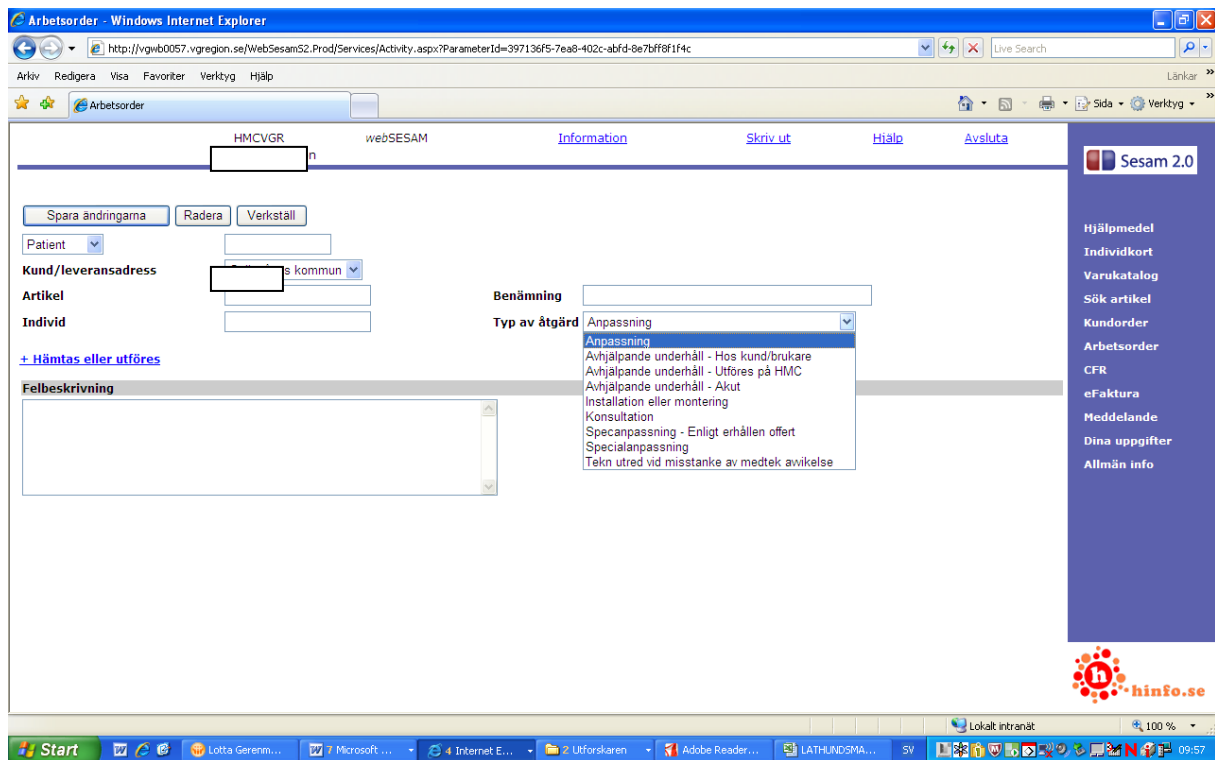 Arbetsorder - Windows Internet Explorer
http://vgwb0057.vgregion.se/WebSesamS2.Prod/Services/Activity.aspx?ParameterId=397136f5-7ea8-402c-abfd-8e7bff8f1f4c
Live Search
Arkiv Redigera Visa Favoriter Verktyg Hjälp
Länkar »
Arbetsorder
Sida Verktyg »
HMCVGR webSESAM Information Skriv ut Hjälp Avsluta
n
Sesam 2.0
Spara ändringarna Radera Verkställ
Patient
Kund/leveransadress s kommun
Artikel Benämning
Individ Typ av åtgärd Anpassning
Anpassning
Avhjälpande underhåll - Hos kund/brukare
Avhjälpande underhåll - Utföres på HMC
Avhjälpande underhåll - Akut
Installation eller montering
Konsultation
Specanpassning - Enligt erhållen offert
Specialanpassning
Tekn utred vid misstanke av medtek avvikelse
+ Hämtas eller utföres
Felbeskrivning
Hjälpmedel
Individkort
Varukatalog
Sök artikel
Kundorder
Arbetsorder
CFR
eFaktura
Meddelande
Dina uppgifter
Allmän info
h hinfo.se
Lokalt intranät 100 %
Start Lotta Gerenm... 7 Microsoft ... 4 Internet E... 2 Utforskaren Adobe Reader... LATHUNDSMA... SV 09:57